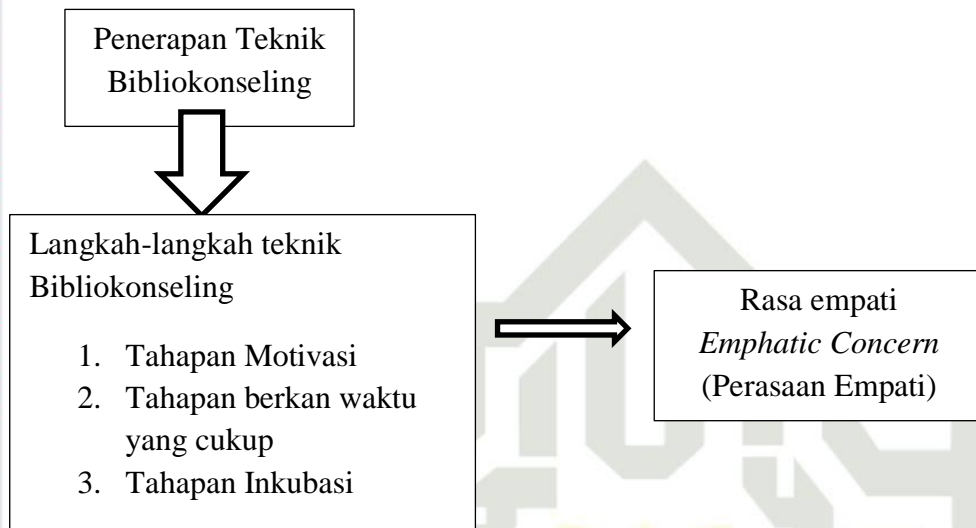 Penerapan Teknik
Bibliokonseling
Langkah-langkah teknik
Bibliokonseling
1. Tahapan Motivasi
2. Tahapan berkan waktu
yang cukup
3. Tahapan Inkubasi
Rasa empati
Emphatic Concern
(Perasaan Empati)